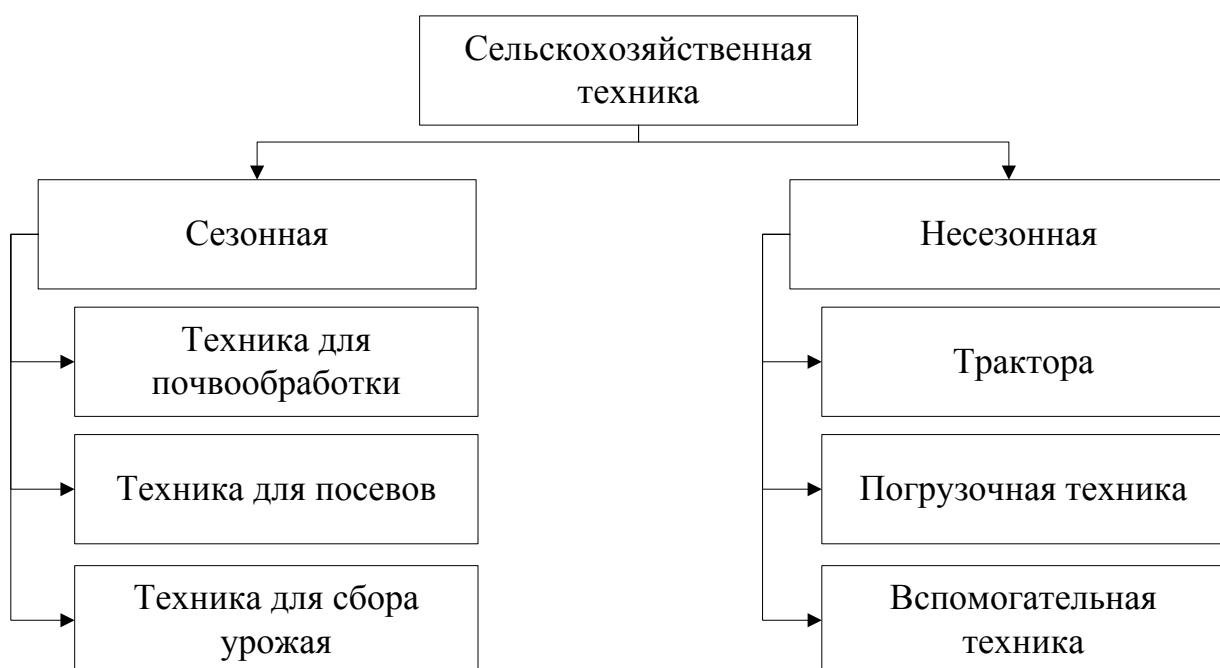 Сельскохозяйственная
техника
Сезонная
Несезонная
Техника для
почвообработки
Трактора
Техника для посевов
Погрузочная техника
Техника для сбора
урожая
Вспомогательная
техника